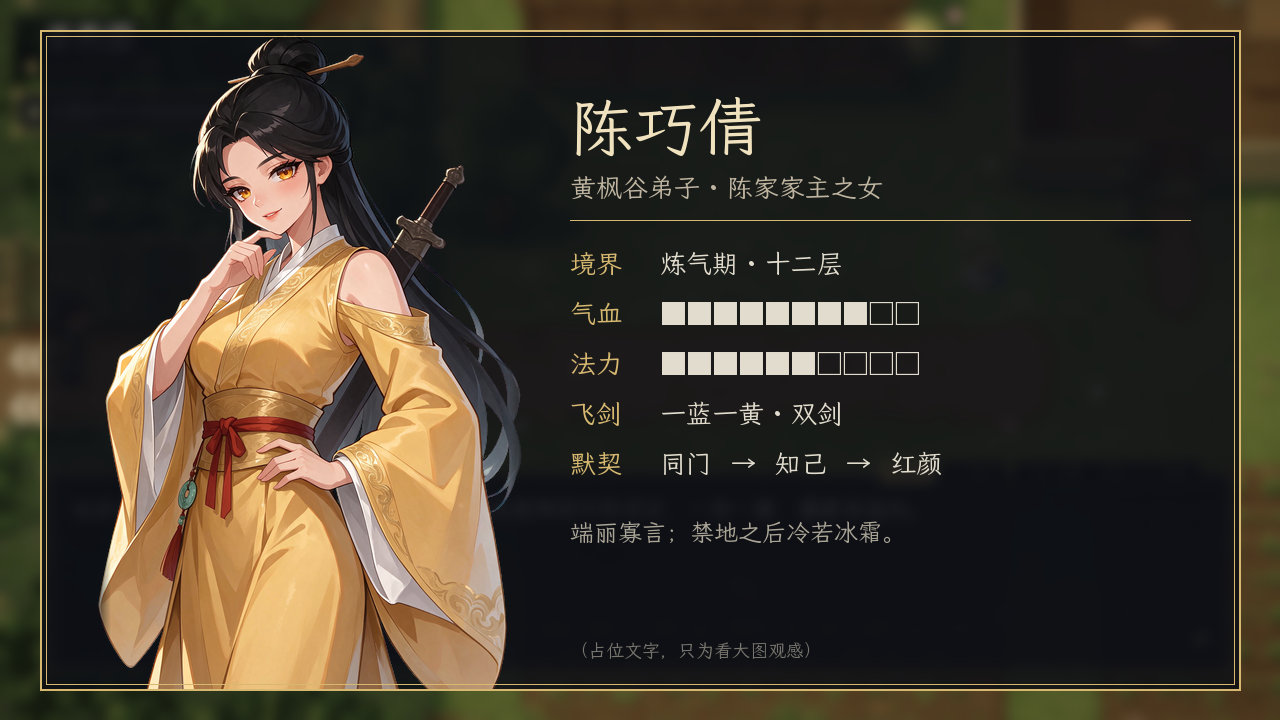 陈巧倩
黄枫谷弟子·陈家家主之女
境界 炼气期·十二层
气血
法力
飞剑 一蓝一黄·双剑
默契 同门 → 知己 → 红颜
端丽寡言；禁地之后冷若冰霜。
（占位文字，只为看大图观感）